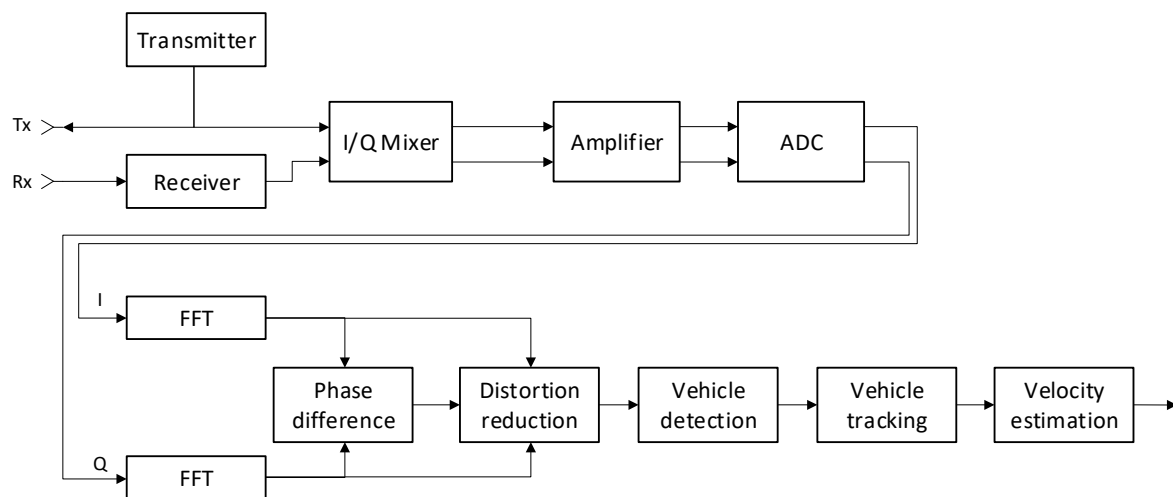 Transmitter
Tx
I/Q Mixer
Amplifier
ADC
Rx
Receiver
I
FFT
Phase
difference
Distortion
reduction
Vehicle
detection
Vehicle
tracking
Velocity
estimation
Q
FFT